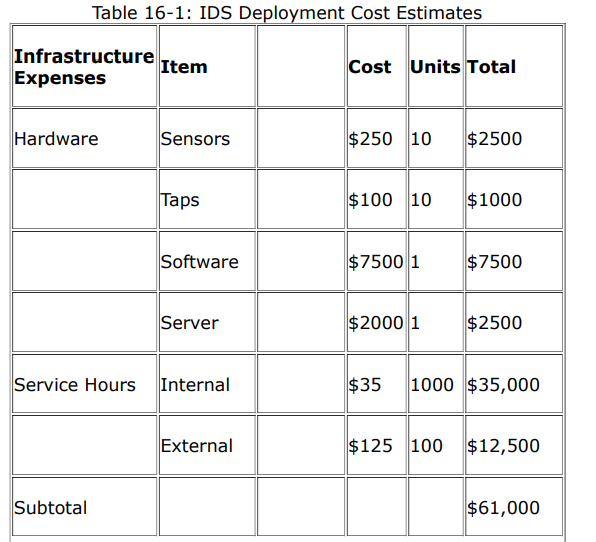 Table 16-1: IDS Deployment Cost Estimates
Infrastructure Expenses Item Cost Units Total
Hardware Sensors $250 10 $2500
Taps $100 10 $1000
Software $7500 1 $7500
Server $2000 1 $2500
Service Hours Internal $35 1000 $35,000
External $125 100 $12,500
Subtotal $61,000